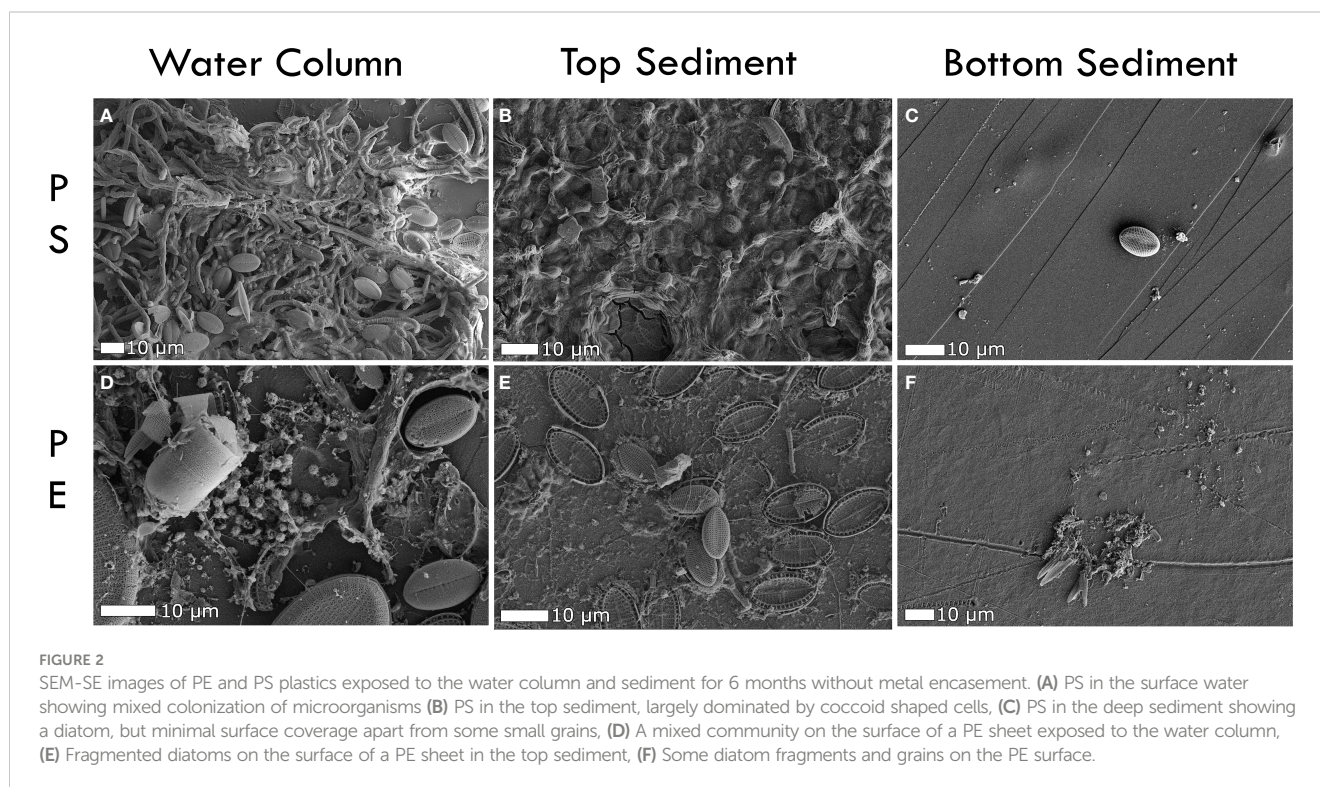 Water Column Top Sediment Bottom Sediment
P
S
A B C
10 µm 10 µm 10 µm
P
E
D E F
10 µm 10 µm 10 µm
FIGURE 2
SEM-SE images of PE and PS plastics exposed to the water column and sediment for 6 months without metal encasement. (A) PS in the surface water
showing mixed colonization of microorganisms (B) PS in the top sediment, largely dominated by coccoid shaped cells, (C) PS in the deep sediment showing
a diatom, but minimal surface coverage apart from some small grains, (D) A mixed community on the surface of a PE sheet exposed to the water column,
(E) Fragmented diatoms on the surface of a PE sheet in the top sediment, (F) Some diatom fragments and grains on the PE surface.